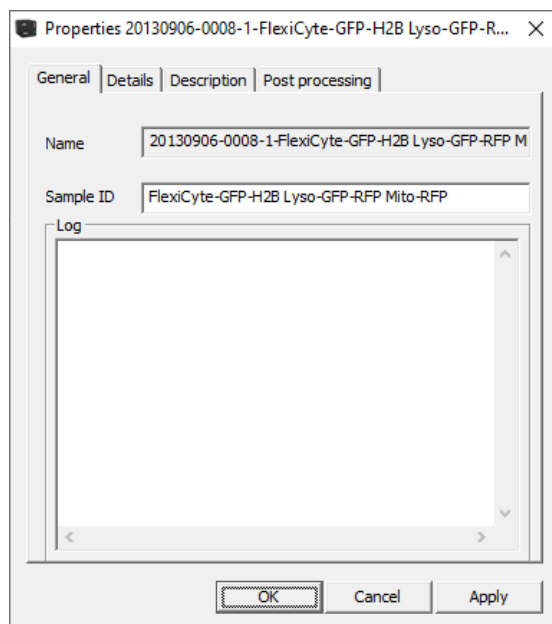 Properties 20130906-0008-1-FlexiCyte-GFP-H2B Lyso-GFP-R...
General Details Description Post processing
Name 20130906-0008-1-FlexiCyte-GFP-H2B Lyso-GFP-RFP M
Sample ID FlexiCyte-GFP-H2B Lyso-GFP-RFP Mito-RFP
Log
OK Cancel Apply